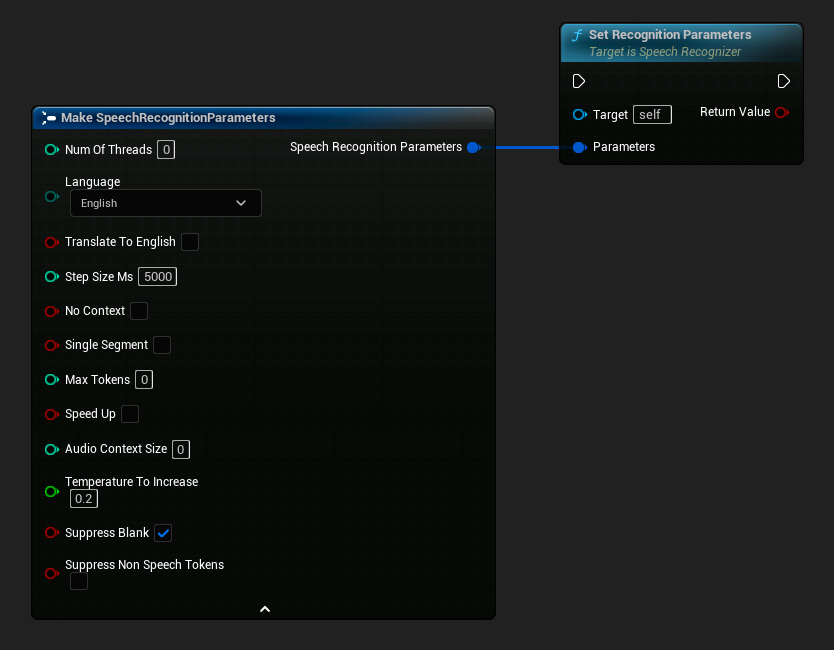 Set Recognition Parameters
Target is Speech Recognizer
Target self
Return Value
Parameters
Make SpeechRecognitionParameters
Num Of Threads 0
Speech Recognition Parameters
Language
English
Translate To English
Step Size Ms 5000
No Context
Single Segment
Max Tokens 0
Speed Up
Audio Context Size 0
Temperature To Increase
0.2
Suppress Blank
Suppress Non Speech Tokens